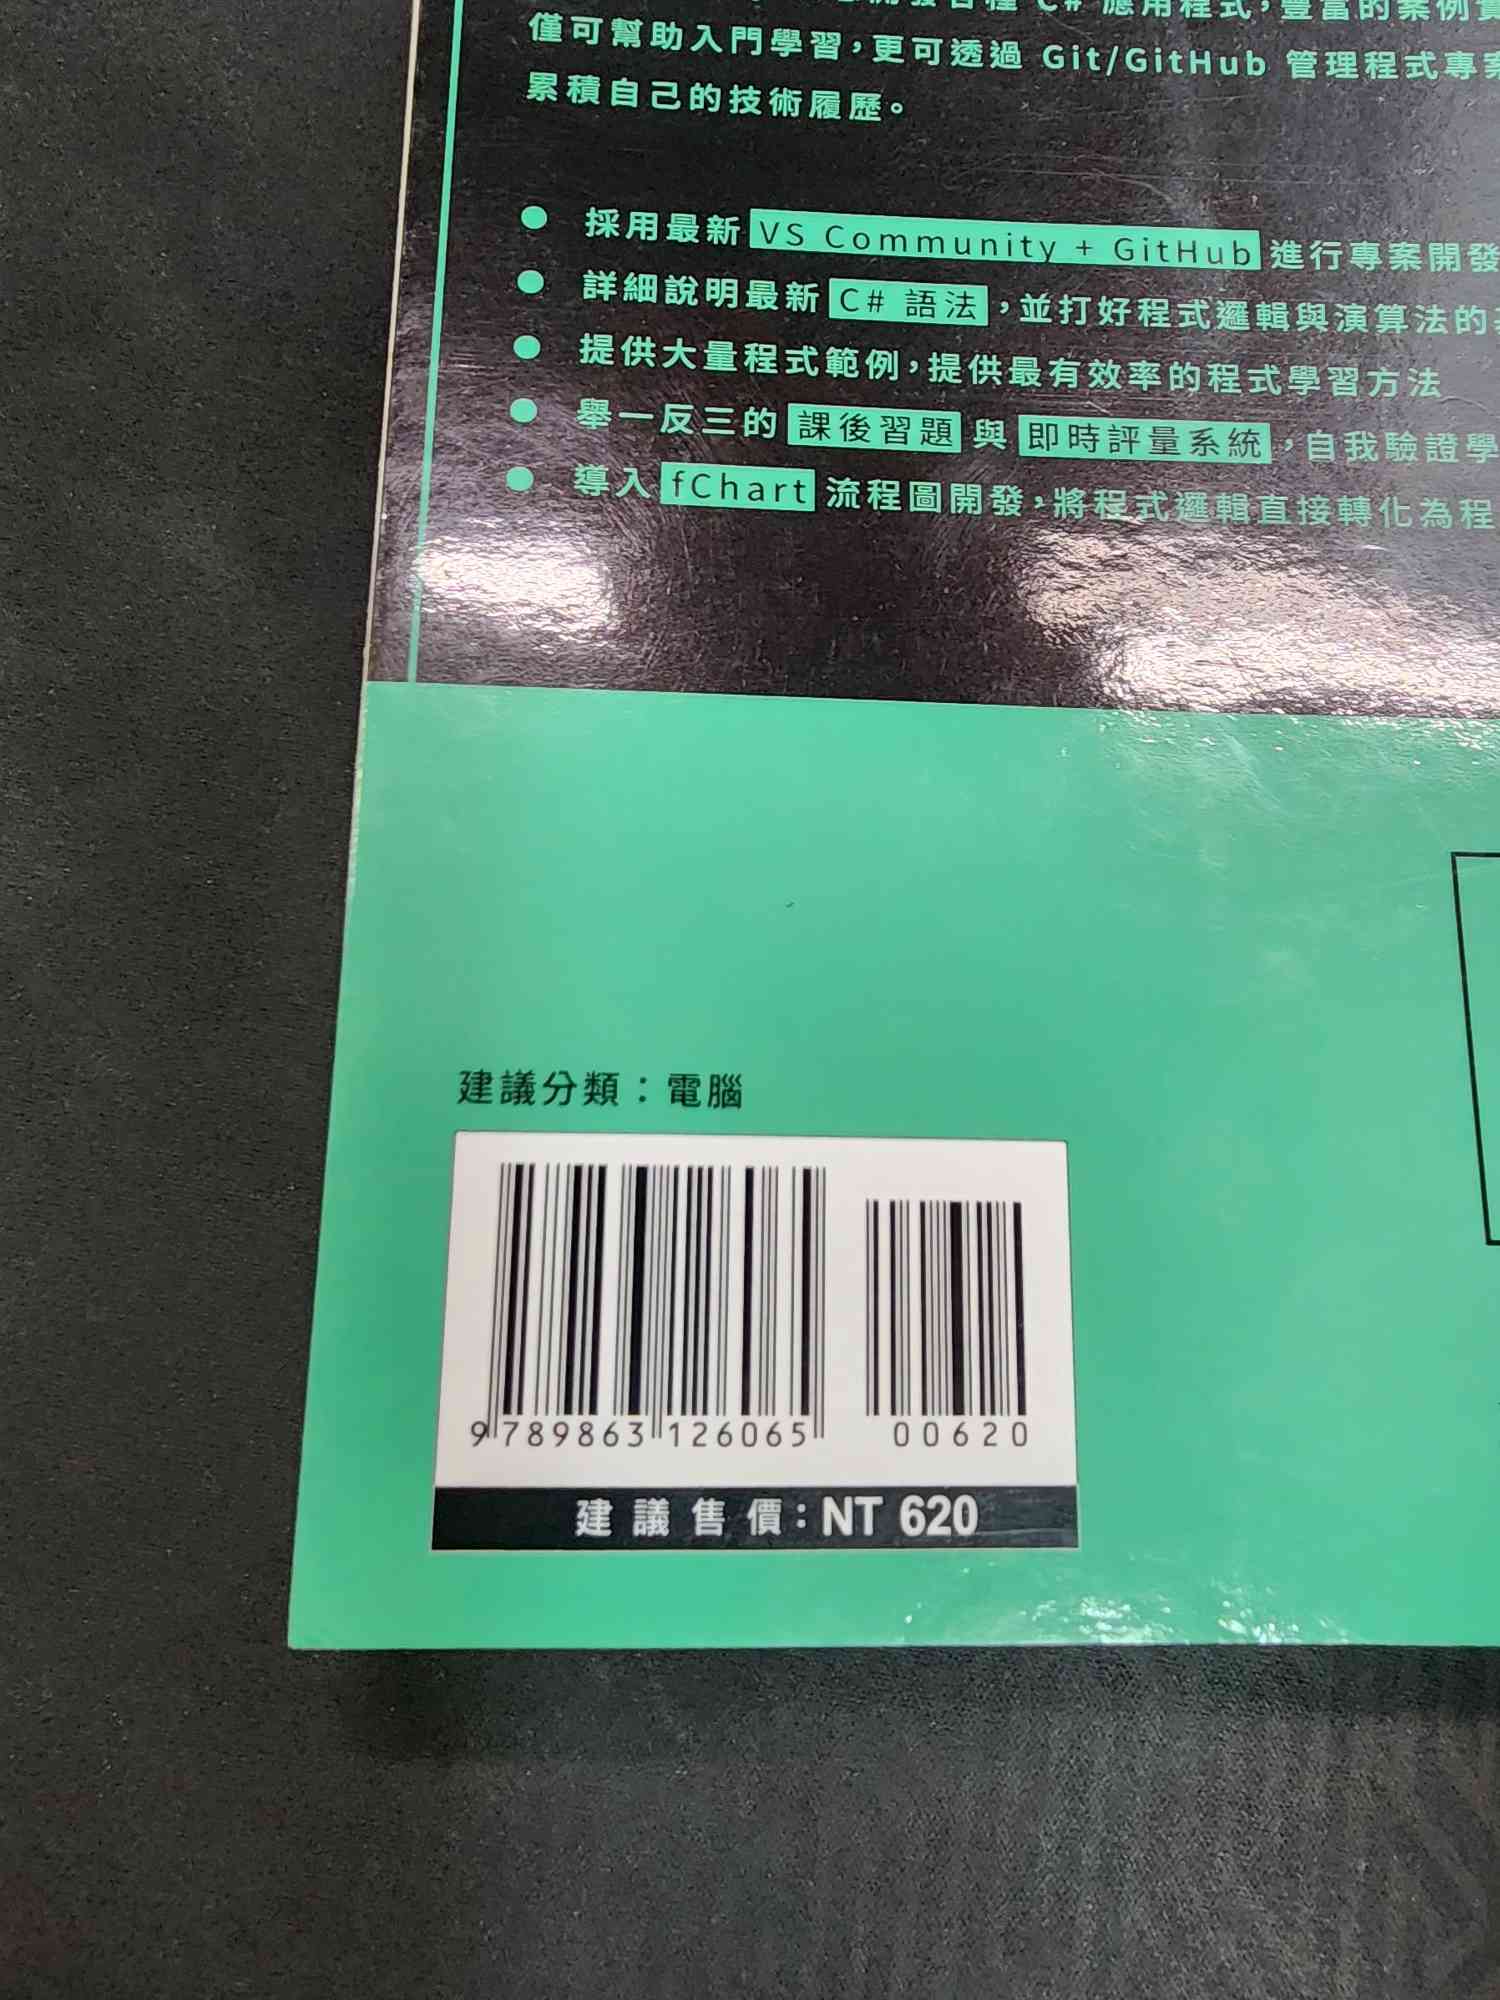 開發各種 C# 應用程式，豐富的案例
僅可幫助入門學習，更可透過 Git/GitHub 管理程式專案
累積自己的技術履歷。
● 採用最新 VS Community + GitHub 進行專案開發
● 詳細說明最新 C# 語法，並打好程式邏輯與演算法的
● 提供大量程式範例，提供最有效率的程式學習方法
● 舉一反三的 課後習題 與 即時評量系統，自我驗證學
● 導入 fChart 流程圖開發，將程式邏輯直接轉化為程
建議分類：電腦
9 789863 126065 00620
建議售價：NT 620